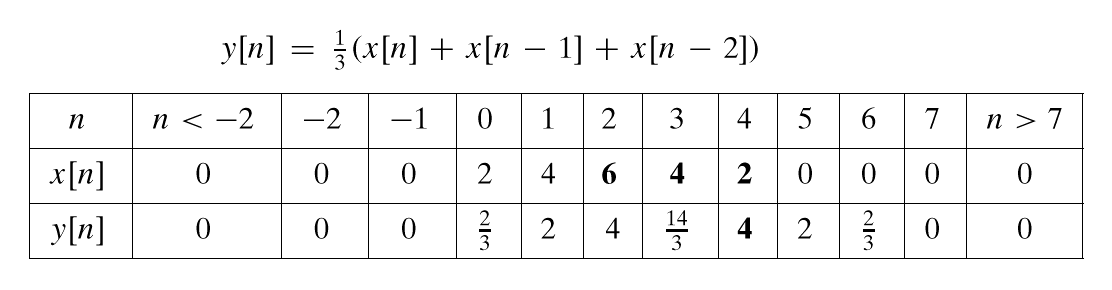 y[n] = 1/3(x[n] + x[n − 1] + x[n − 2])
n n < −2 −2 −1 0 1 2 3 4 5 6 7 n > 7
x[n] 0 0 0 2 4 6 4 2 0 0 0 0
y[n] 0 0 0 2/3 2 4 14/3 4 2 2/3 0 0